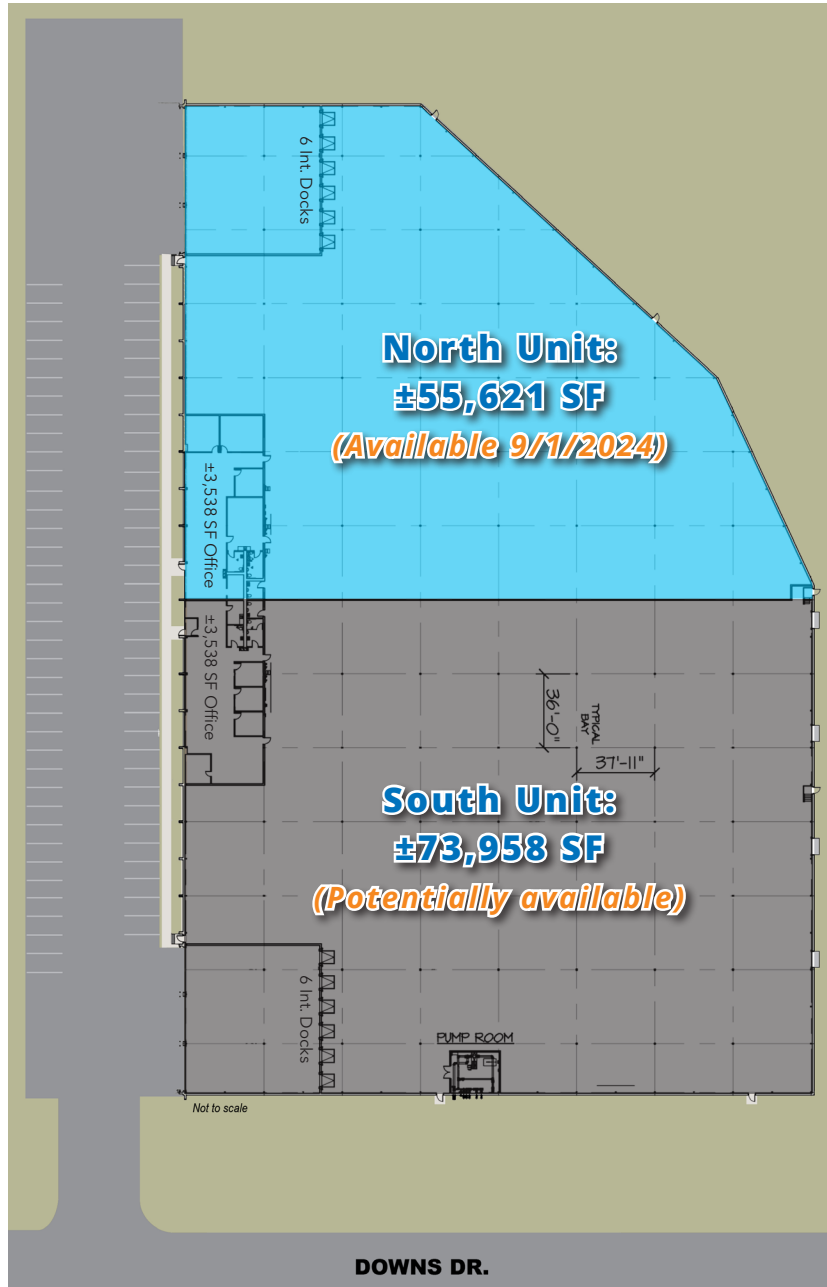 6 Int. Docks
North Unit:
±55,621 SF
(Available 9/1/2024)
±3,538 SF Office
±3,538 SF Office
36'-0"
TYPICAL
BAY
37'-11"
South Unit:
±73,958 SF
(Potentially available)
6 Int. Docks
PUMP ROOM
Not to scale
DOWNS DR.